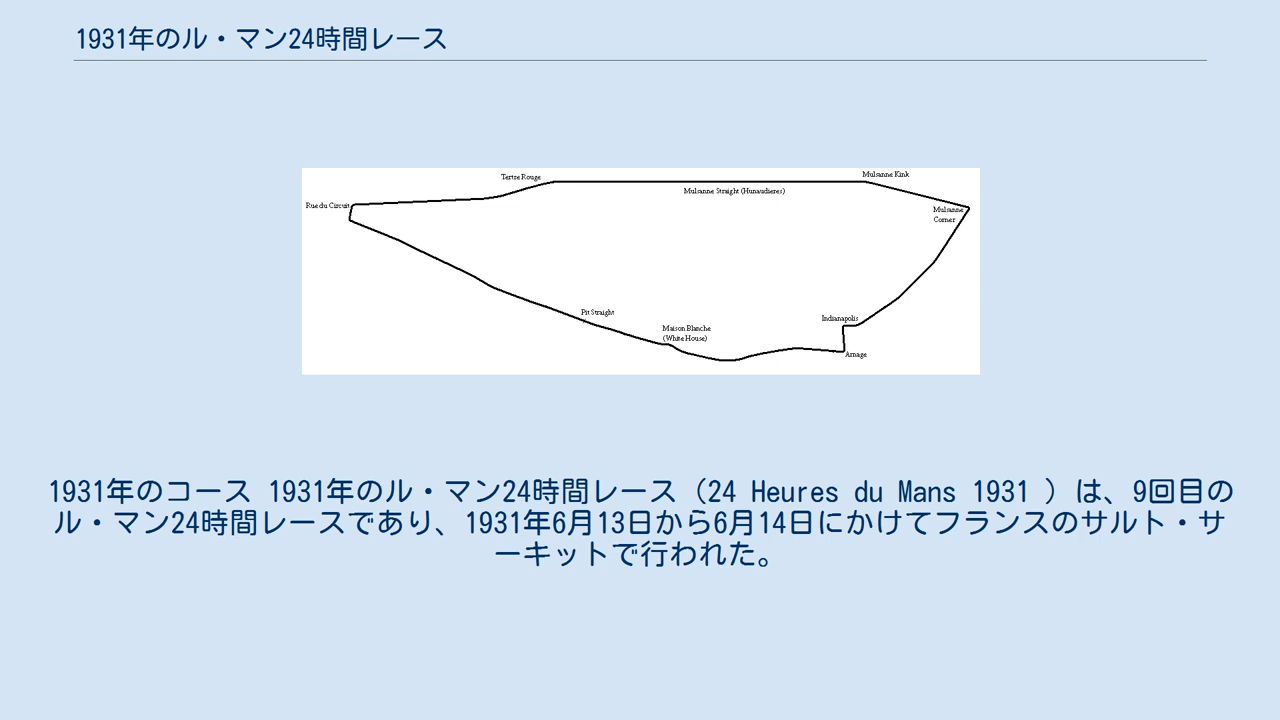 1931年のル・マン24時間レース
Tertre Rouge
Mulsanne Kink
Mulsanne Straight (Hunaudieres)
Rue du Circuit
Mulsanne
Corner
Pit Straight
Indianapolis
Maison Blanche
(White House)
Arnage
1931年のコース 1931年のル・マン24時間レース（24 Heures du Mans 1931 ）は、9回目の
ル・マン24時間レースであり、1931年6月13日から6月14日にかけてフランスのサルト・サ
ーキットで行われた。